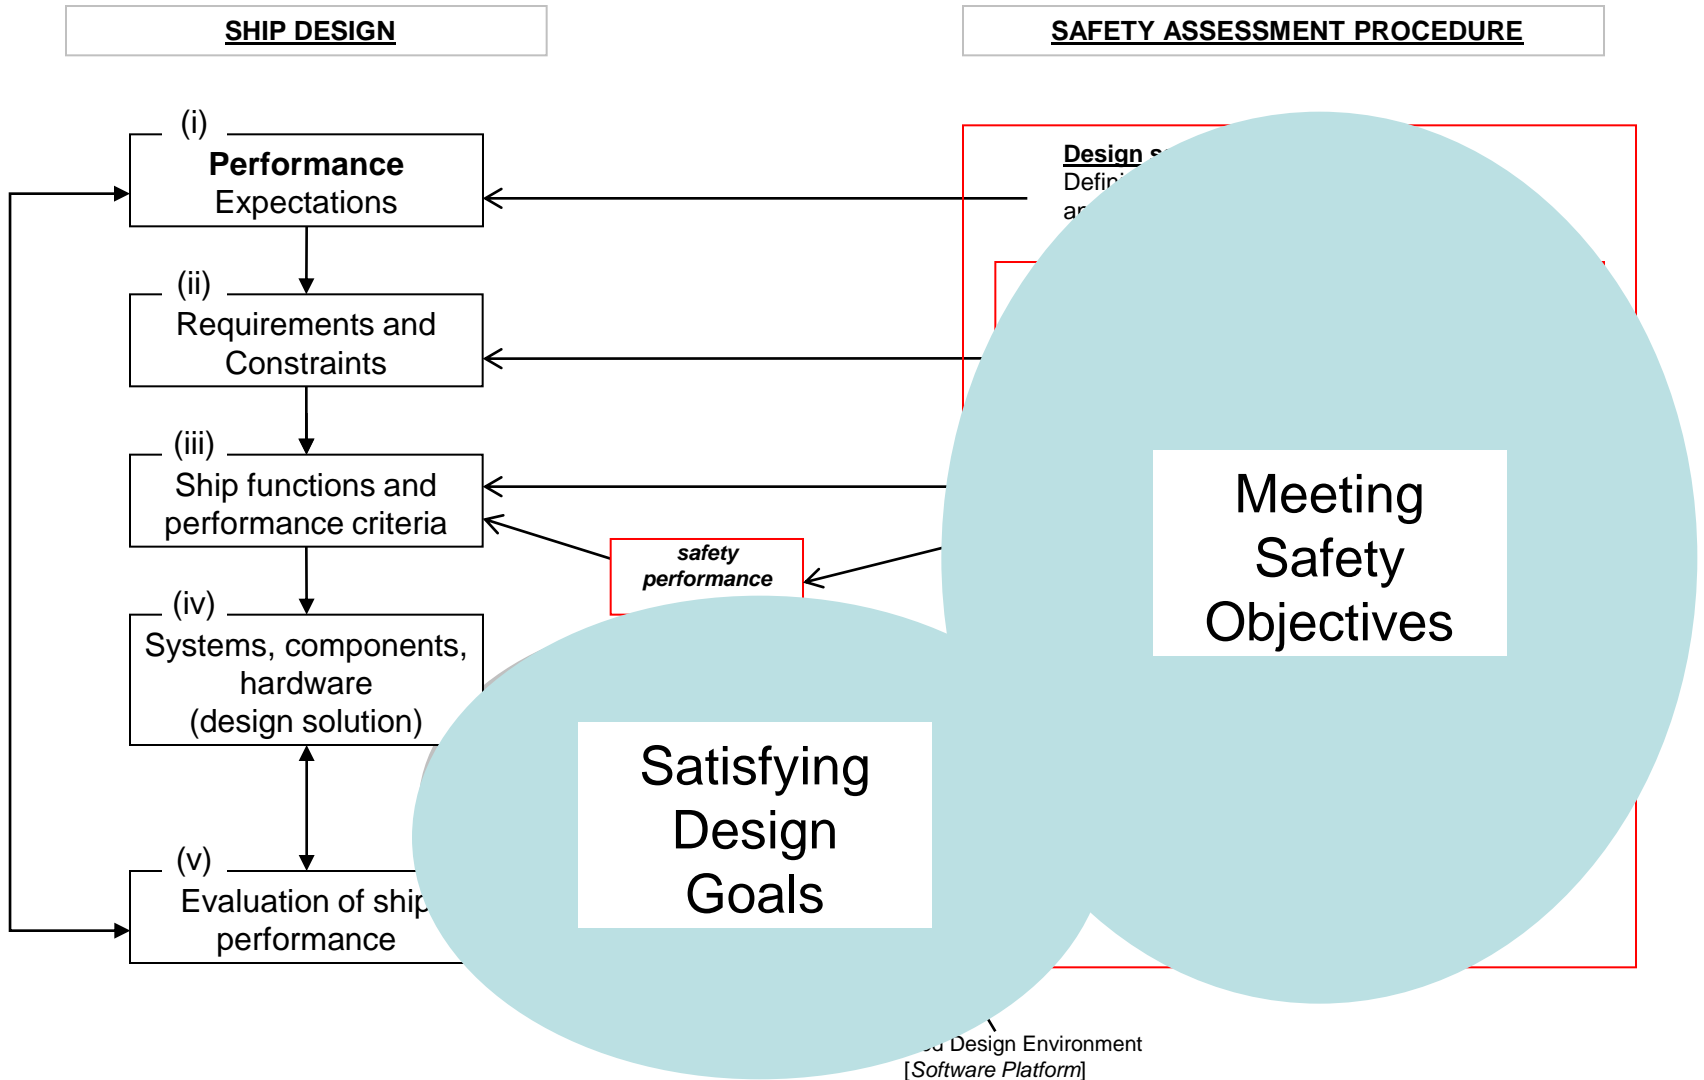 SHIP DESIGN
SAFETY ASSESSMENT PROCEDURE
(i)
Performance
Expectations
(ii)
Requirements and
Constraints
(iii)
Ship functions and
performance criteria
(iv)
Systems, components,
hardware
(design solution)
(v)
Evaluation of ship
performance
safety
performance
Design
Meeting
Safety
Objectives
Satisfying
Design
Goals
Design Environment
[Software Platform]